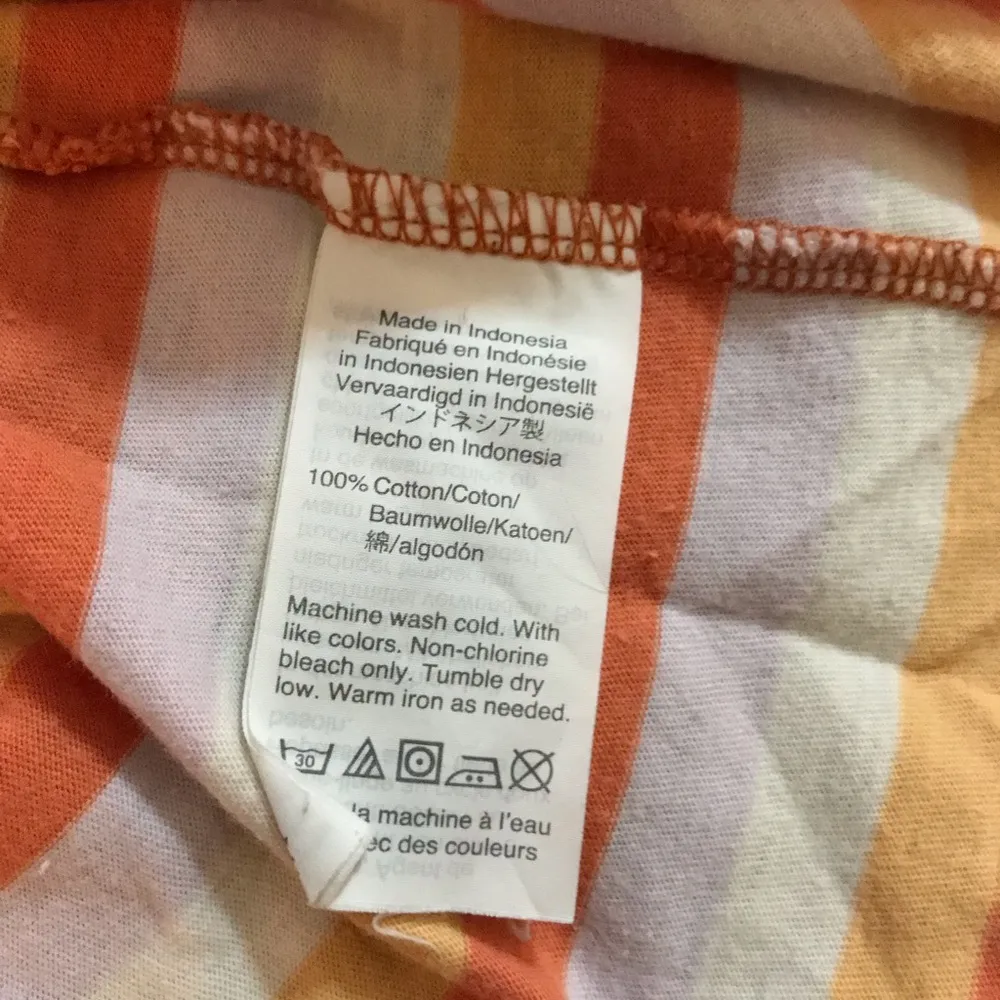 Made in Indonesia
Fabriqué en Indonésie
in Indonesien Hergestellt
Vervaardigd in Indonesië
インドネシア製
Hecho en Indonesia
100% Cotton/Coton/
Baumwolle/Katoen/
綿/algodón
Machine wash cold. With
like colors. Non-chlorine
bleach only. Tumble dry
low. Warm iron as needed.
30
la machine à l'eau
des couleurs